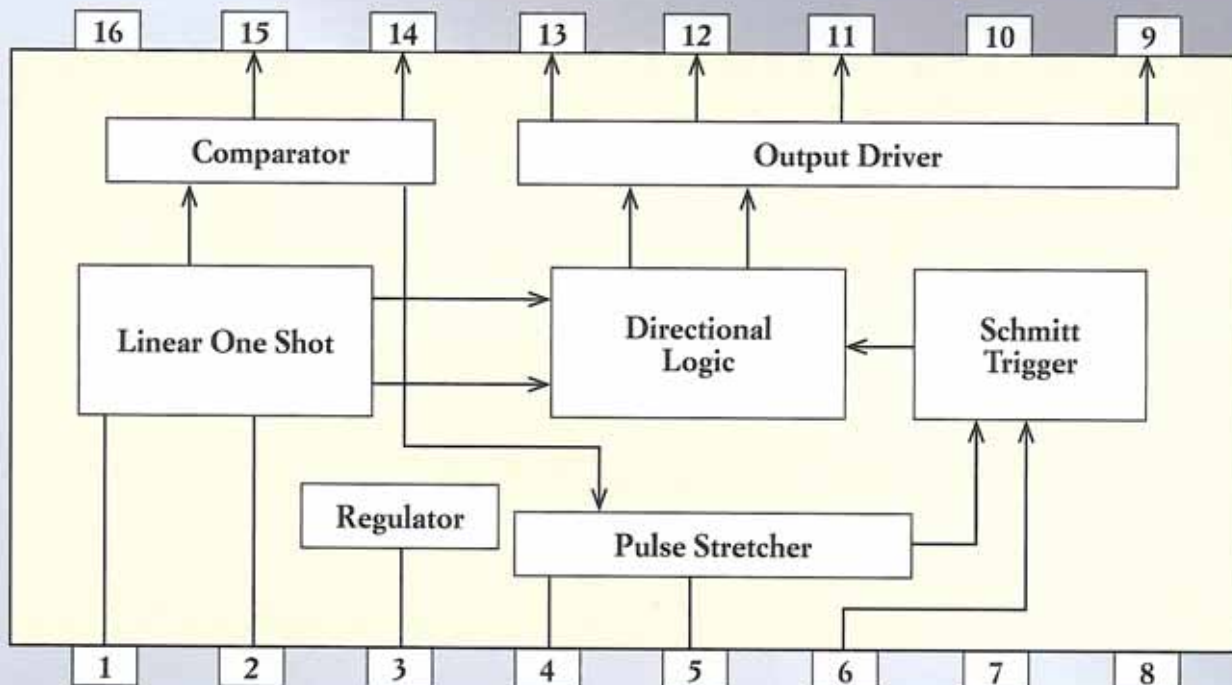 16 15 14 13 12 11 10 9
Comparator
Output Driver
Linear One Shot
Directional
Logic
Schmitt
Trigger
Regulator
Pulse Stretcher
1 2 3 4 5 6 7 8